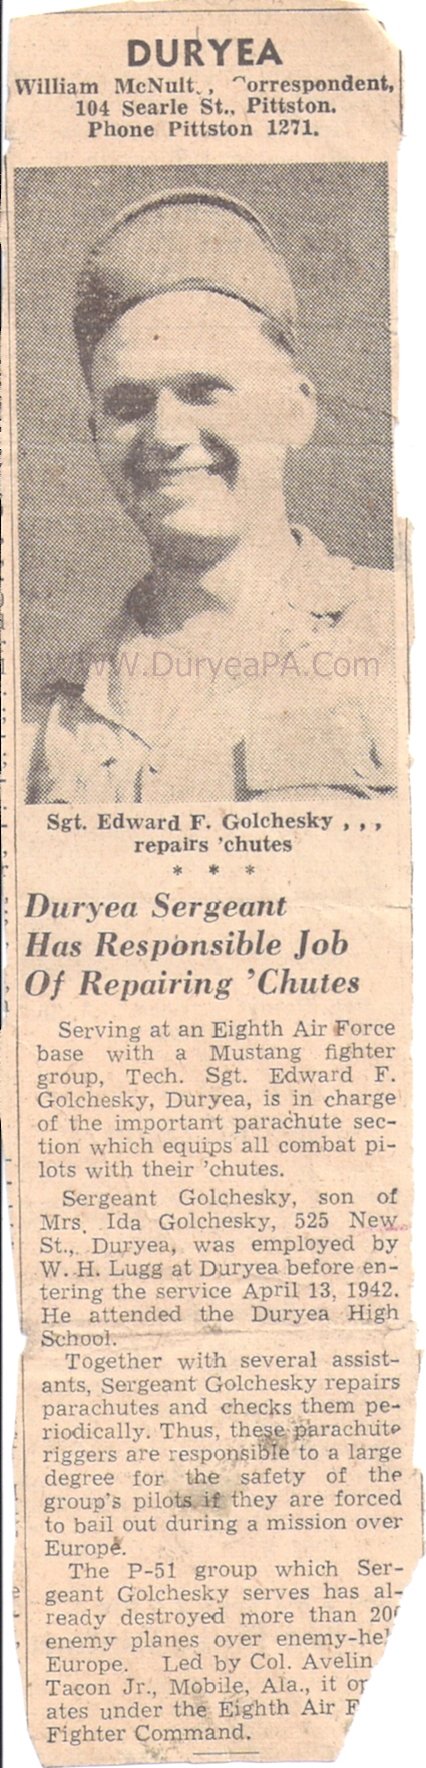 DURYEA
William McNult., Correspondent,
104 Searle St., Pittston.
Phone Pittston 1271.
WWW.DuryeaPA.Com
Sgt. Edward F. Golchesky , , ,
repairs 'chutes
* * *
Duryea Sergeant
Has Responsible Job
Of Repairing 'Chutes
Serving at an Eighth Air Force
base with a Mustang fighter
group, Tech. Sgt. Edward F.
Golchesky, Duryea, is in charge
of the important parachute sec-
tion which equips all combat pi-
lots with their 'chutes.
Sergeant Golchesky, son of
Mrs. Ida Golchesky, 525 New
St., Duryea, was employed by
W. H. Lugg at Duryea before en-
tering the service April 13, 1942.
He attended the Duryea High
School.
Together with several assist-
ants, Sergeant Golchesky repairs
parachutes and checks them pe-
riodically. Thus, these parachute
riggers are responsible to a large
degree for the safety of the
group's pilots if they are forced
to bail out during a mission over
Europe.
The P-51 group which Ser-
geant Golchesky serves has al-
ready destroyed more than 200
enemy planes over enemy-hel
Europe. Led by Col. Avelin
Tacon Jr., Mobile, Ala., it op
ates under the Eighth Air F
Fighter Command.